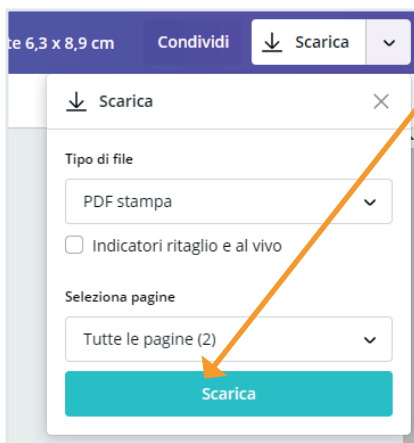 te 6,3 x 8,9 cm Condividi Scarica
Scarica
Tipo di file
PDF stampa
Indicatori ritaglio e al vivo
Seleziona pagine
Tutte le pagine (2)
Scarica